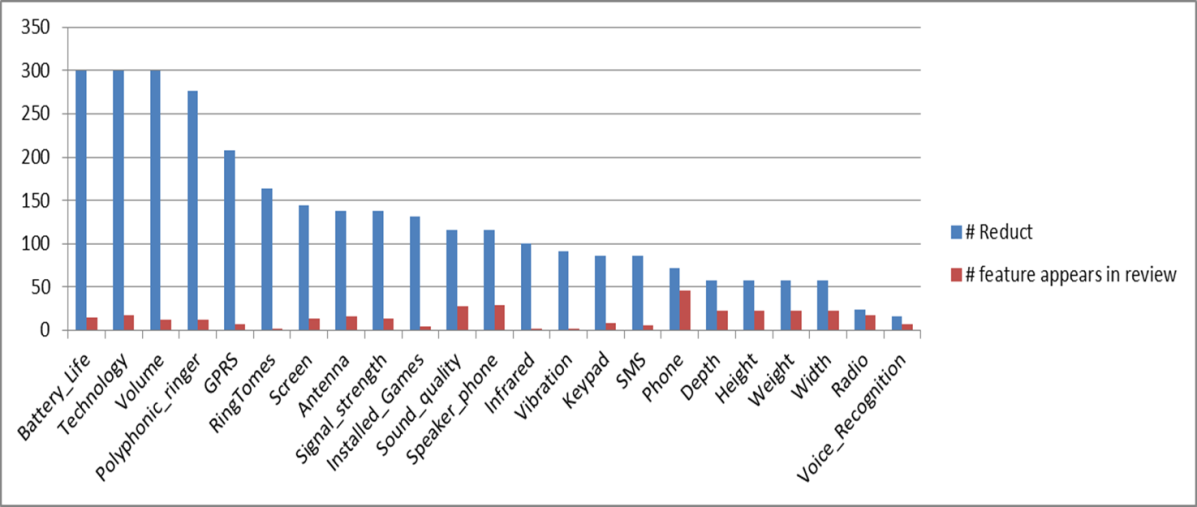 350
300
250
200
150
100
50
0
Battery_Life
Technology
Volume
Polyphonic_ringer
GPRS
RingTomes
Screen
Antenna
Signal_strength
Installed_Games
Sound_quality
Speaker_phone
Infrared
Vibration
Keypad
SMS
Phone
Depth
Height
Weight
Width
Radio
Voice_Recognition
# Reduct
# feature appears in review